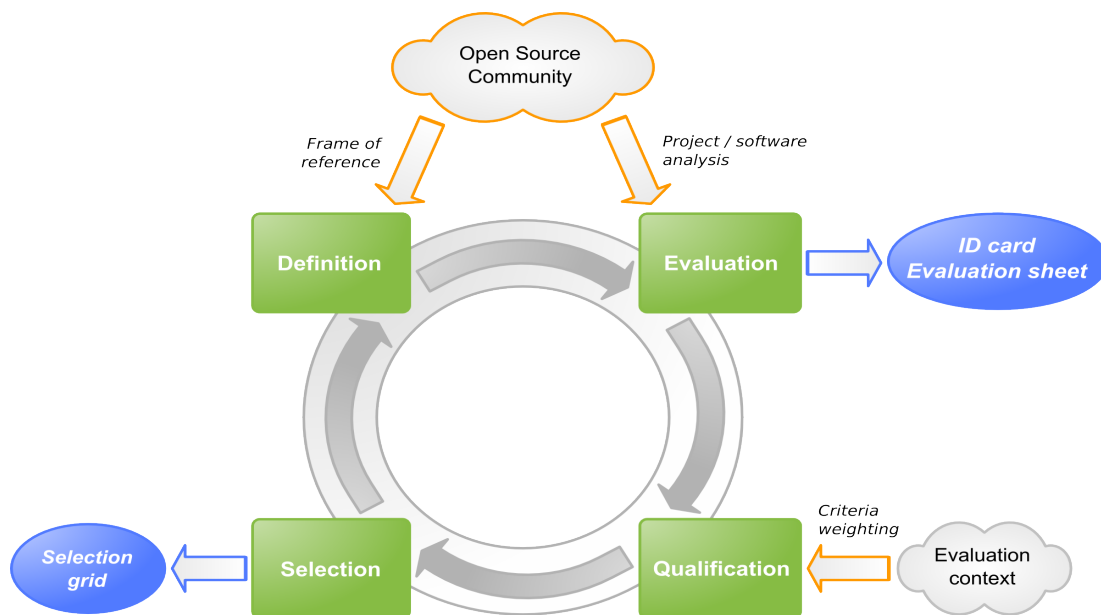 Open Source
Community
Frame of
reference
Project / software
analysis
Definition
Evaluation
ID card
Evaluation sheet
Criteria
weighting
Selection
grid
Selection
Qualification
Evaluation
context